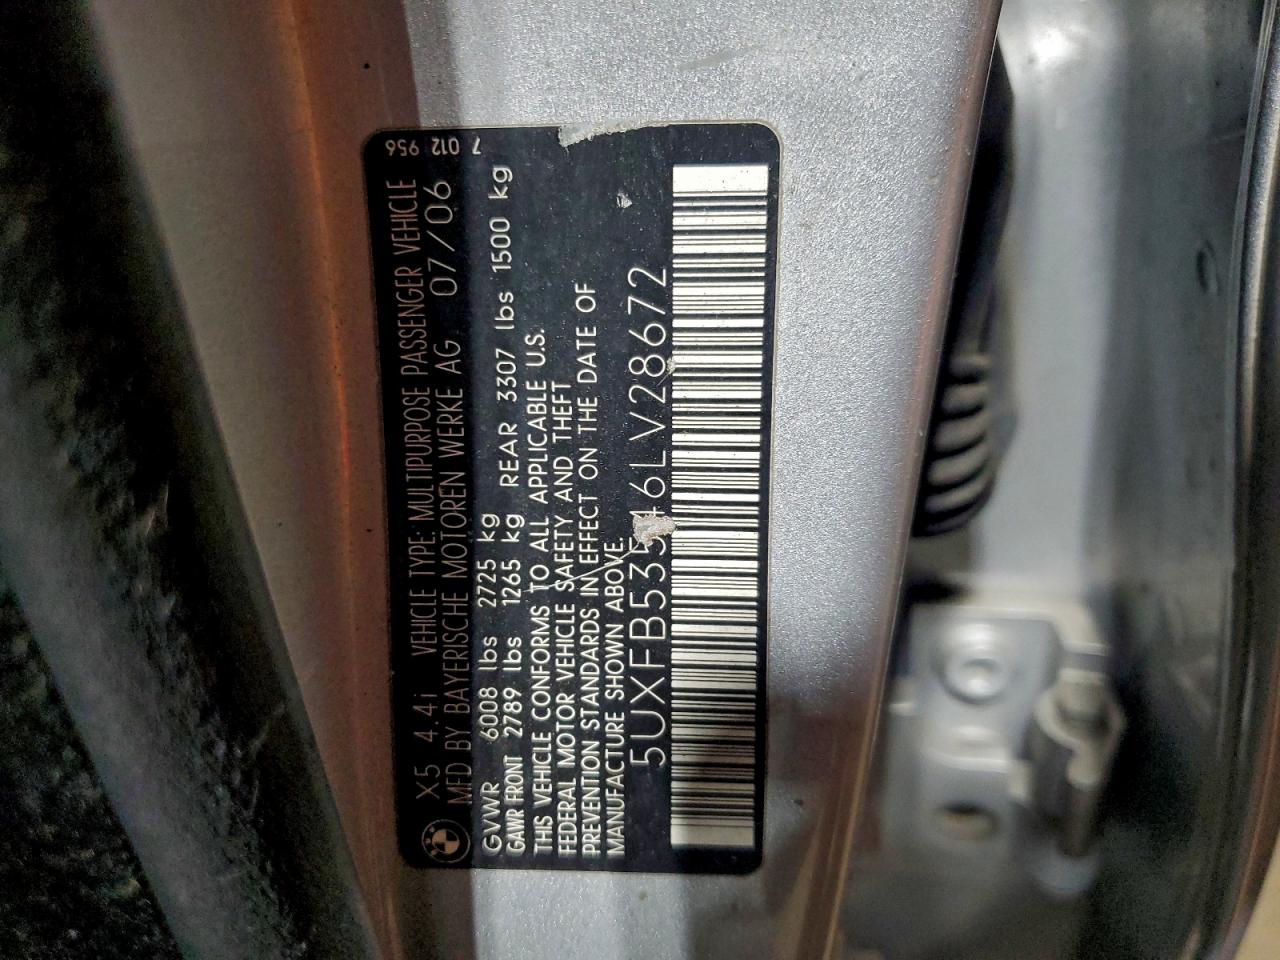 7 012 956
X5 4.4i VEHICLE TYPE: MULTIPURPOSE PASSENGER VEHICLE
MFD BY BAYERISCHE MOTOREN WERKE AG 07/06
GVWR 6008 lbs 2725 kg
GAWR FRONT 2789 lbs 1265 kg REAR 3307 lbs 1500 kg
THIS VEHICLE CONFORMS TO ALL APPLICABLE U.S.
FEDERAL MOTOR VEHICLE SAFETY AND THEFT
PREVENTION STANDARDS IN EFFECT ON THE DATE OF
MANUFACTURE SHOWN ABOVE.
5UXFB53546LV28672